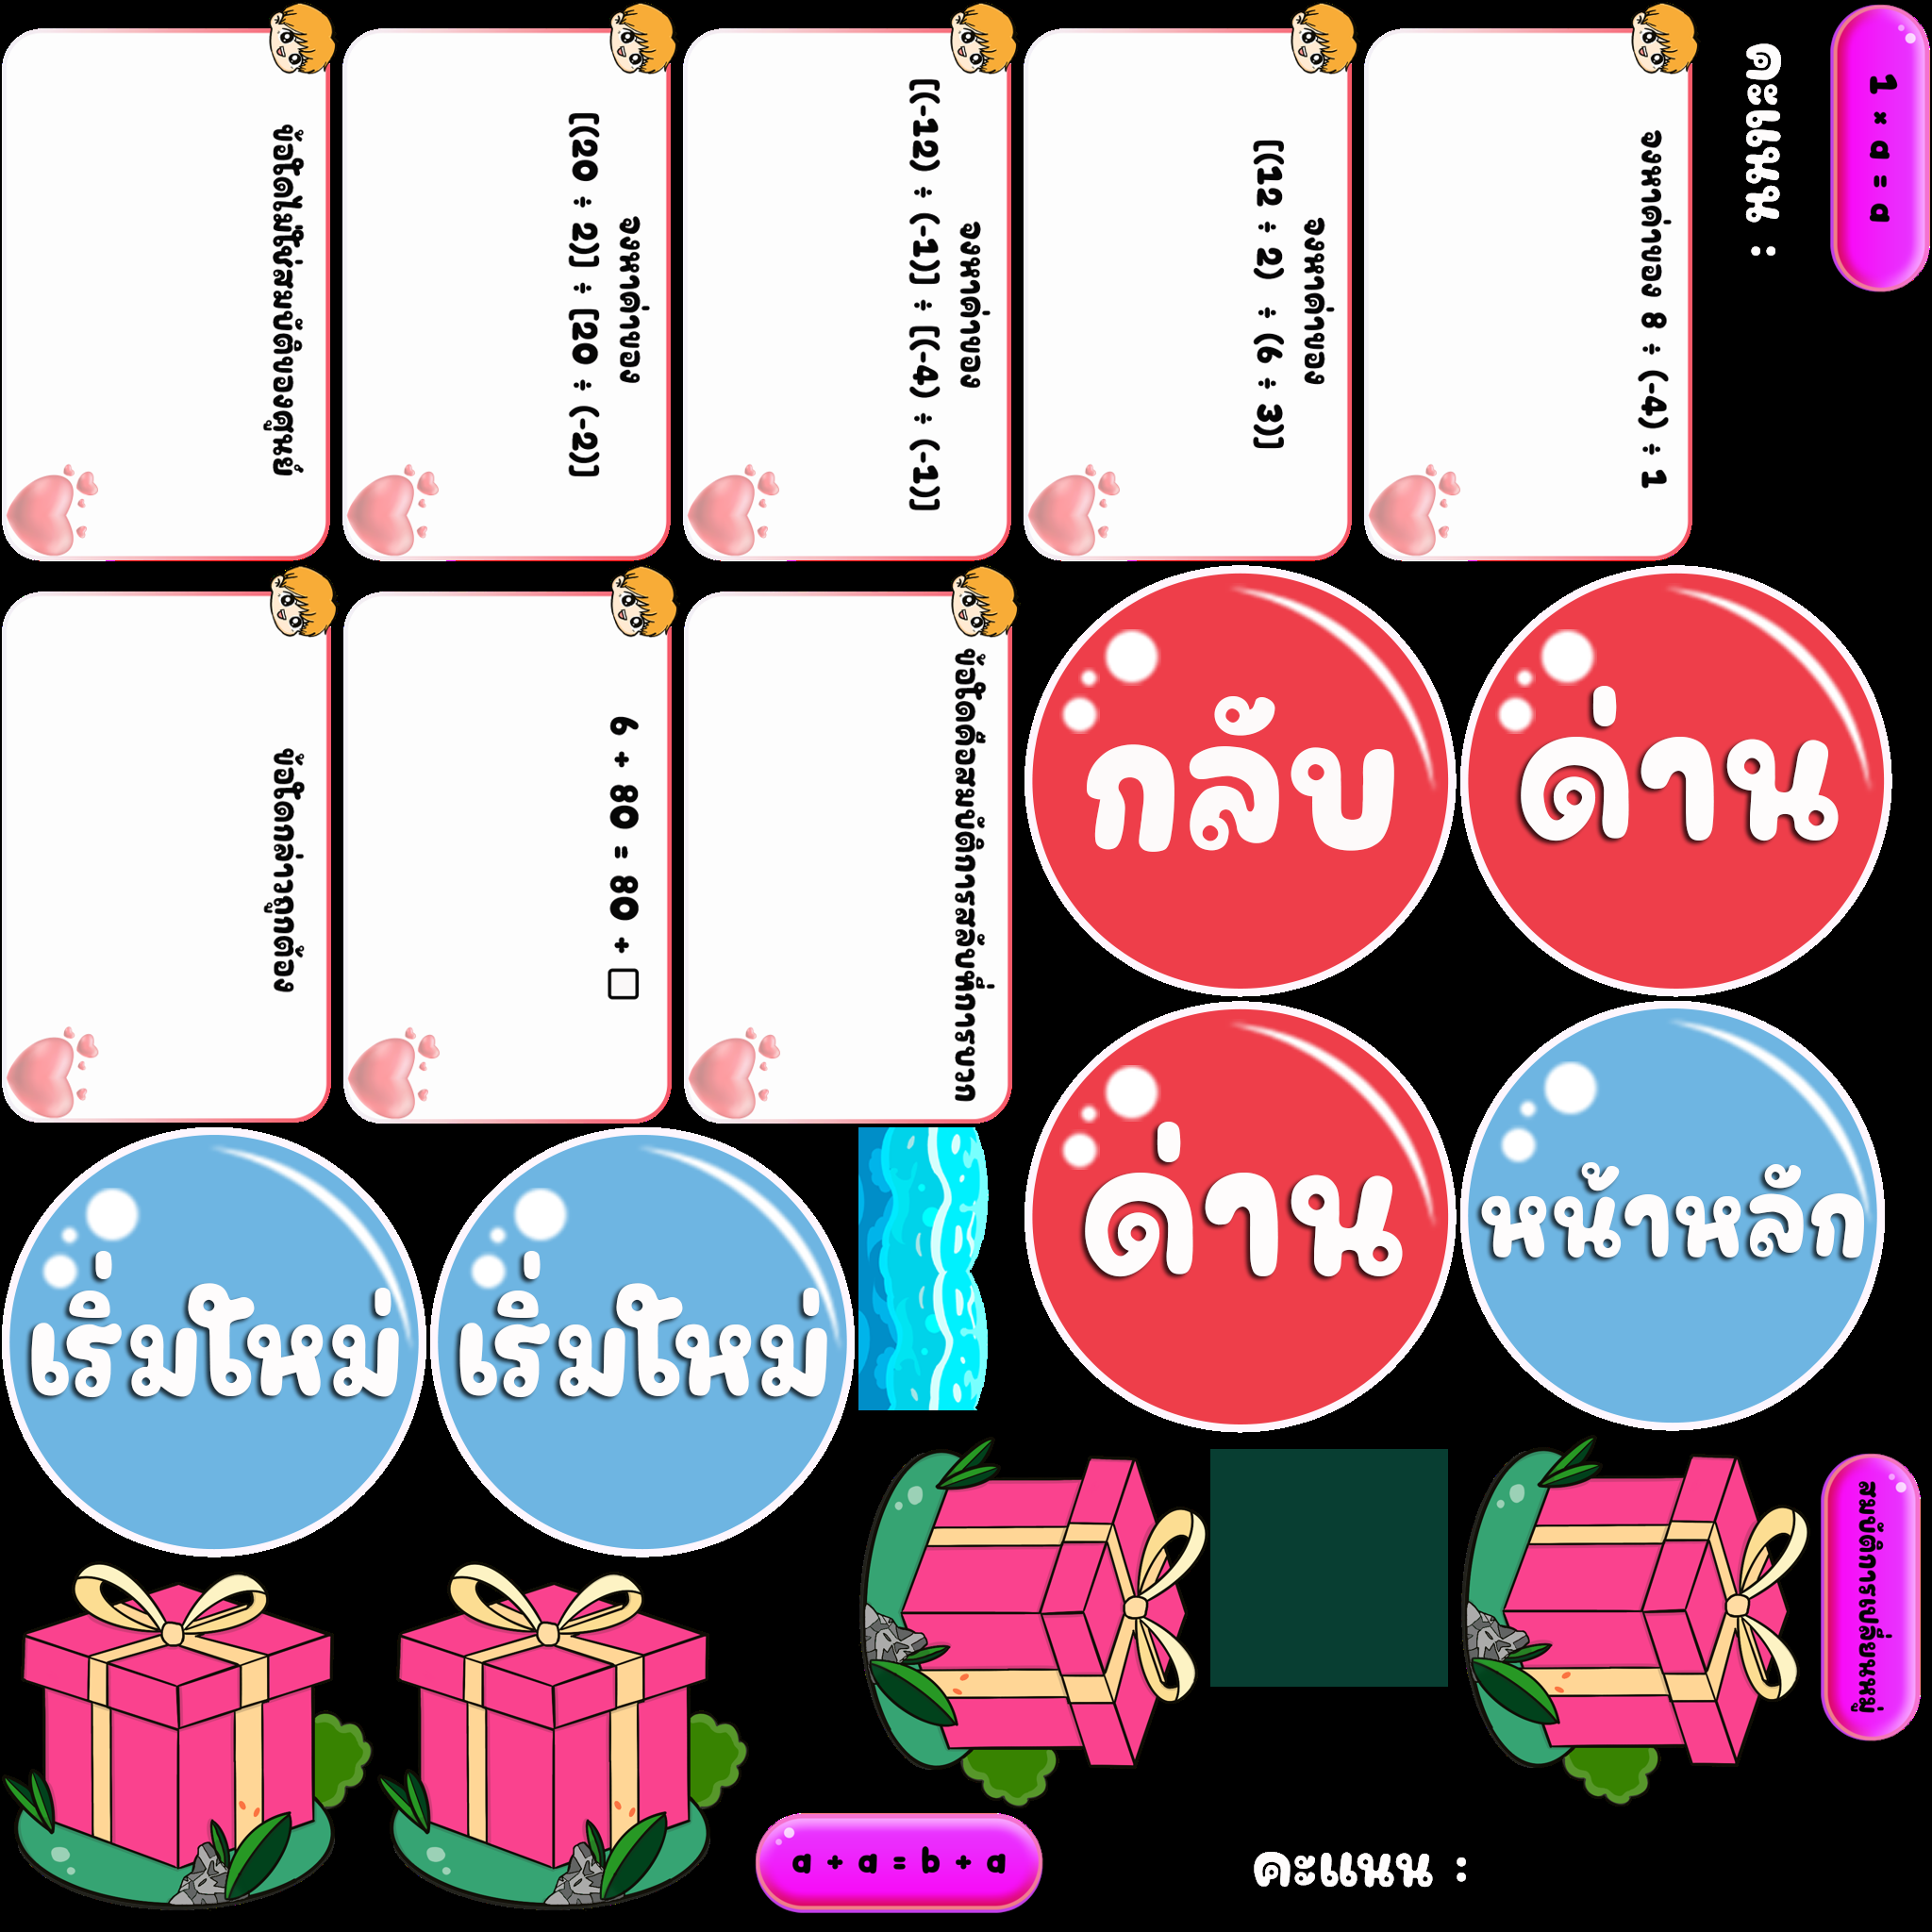 ข้อใดไม่ใช่สมบัติของศูนย์
จงหาค่าของ
[(20 ÷ 2)] ÷ [20 ÷ (-2)]
จงหาค่าของ
[(-12) ÷ (-1)] ÷ [(-4) ÷ (-1)]
จงหาค่าของ
[(12 ÷ 2) ÷ (6 ÷ 3)]
จงหาค่าของ 8 ÷ (-4) ÷ 1
คะแนน :
1 × a = a
ข้อใดกล่าวถูกต้อง
6 + 80 = 80 + □
ข้อใดคือสมบัติการสลับที่การบวก
กลับ
ด่าน
ด่าน
หน้าหลัก
เริ่มใหม่
เริ่มใหม่
สมบัติการเปลี่ยนหมู่
a + a = b + a
คะแนน :